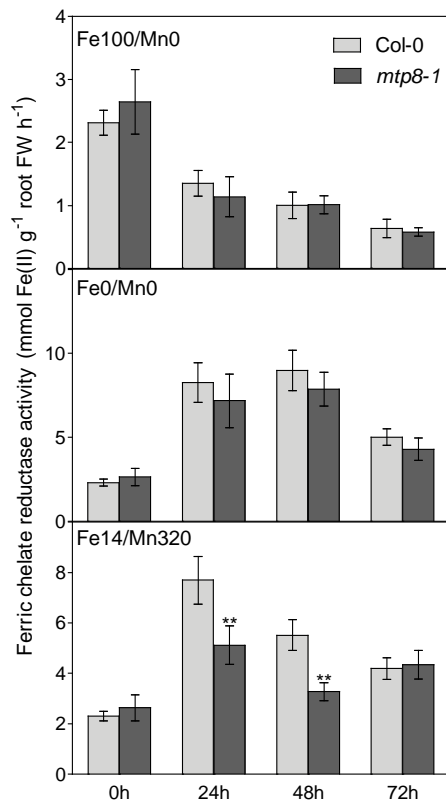 Fe100/Mn0
Col-0
mtp8-1
4
3
2
1
0
Fe0/Mn0
10
5
0
Fe14/Mn320
8
6
4
2
0
**
**
0h 24h 48h 72h
Ferric chelate reductase activity (mmol Fe(II) g⁻¹ root FW h⁻¹)